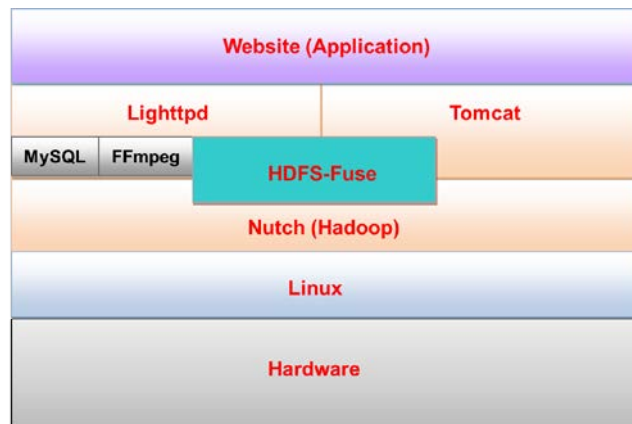 Website (Application)
Lighttpd
Tomcat
MySQL
FFmpeg
HDFS-Fuse
Nutch (Hadoop)
Linux
Hardware